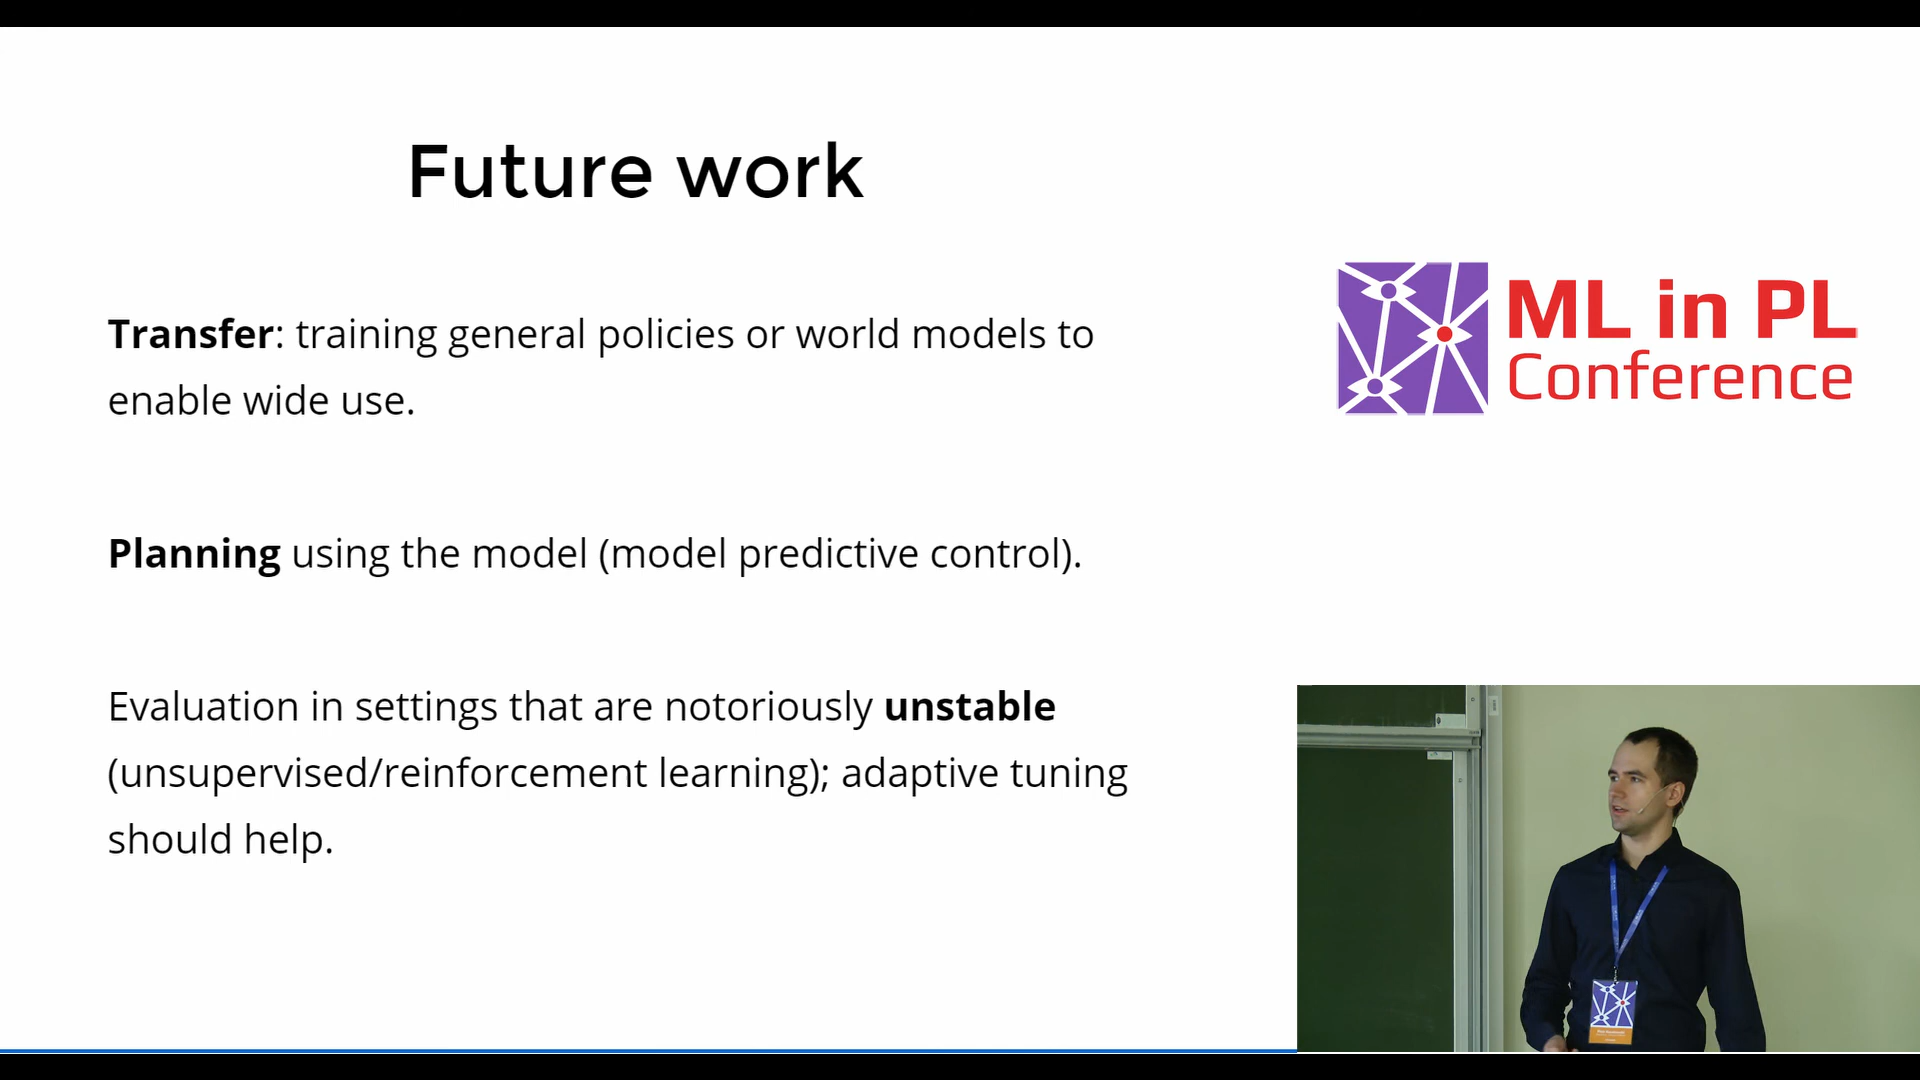 Future work
Transfer: training general policies or world models to
enable wide use.
Planning using the model (model predictive control).
Evaluation in settings that are notoriously unstable
(unsupervised/reinforcement learning); adaptive tuning
should help.
ML in PL
Conference